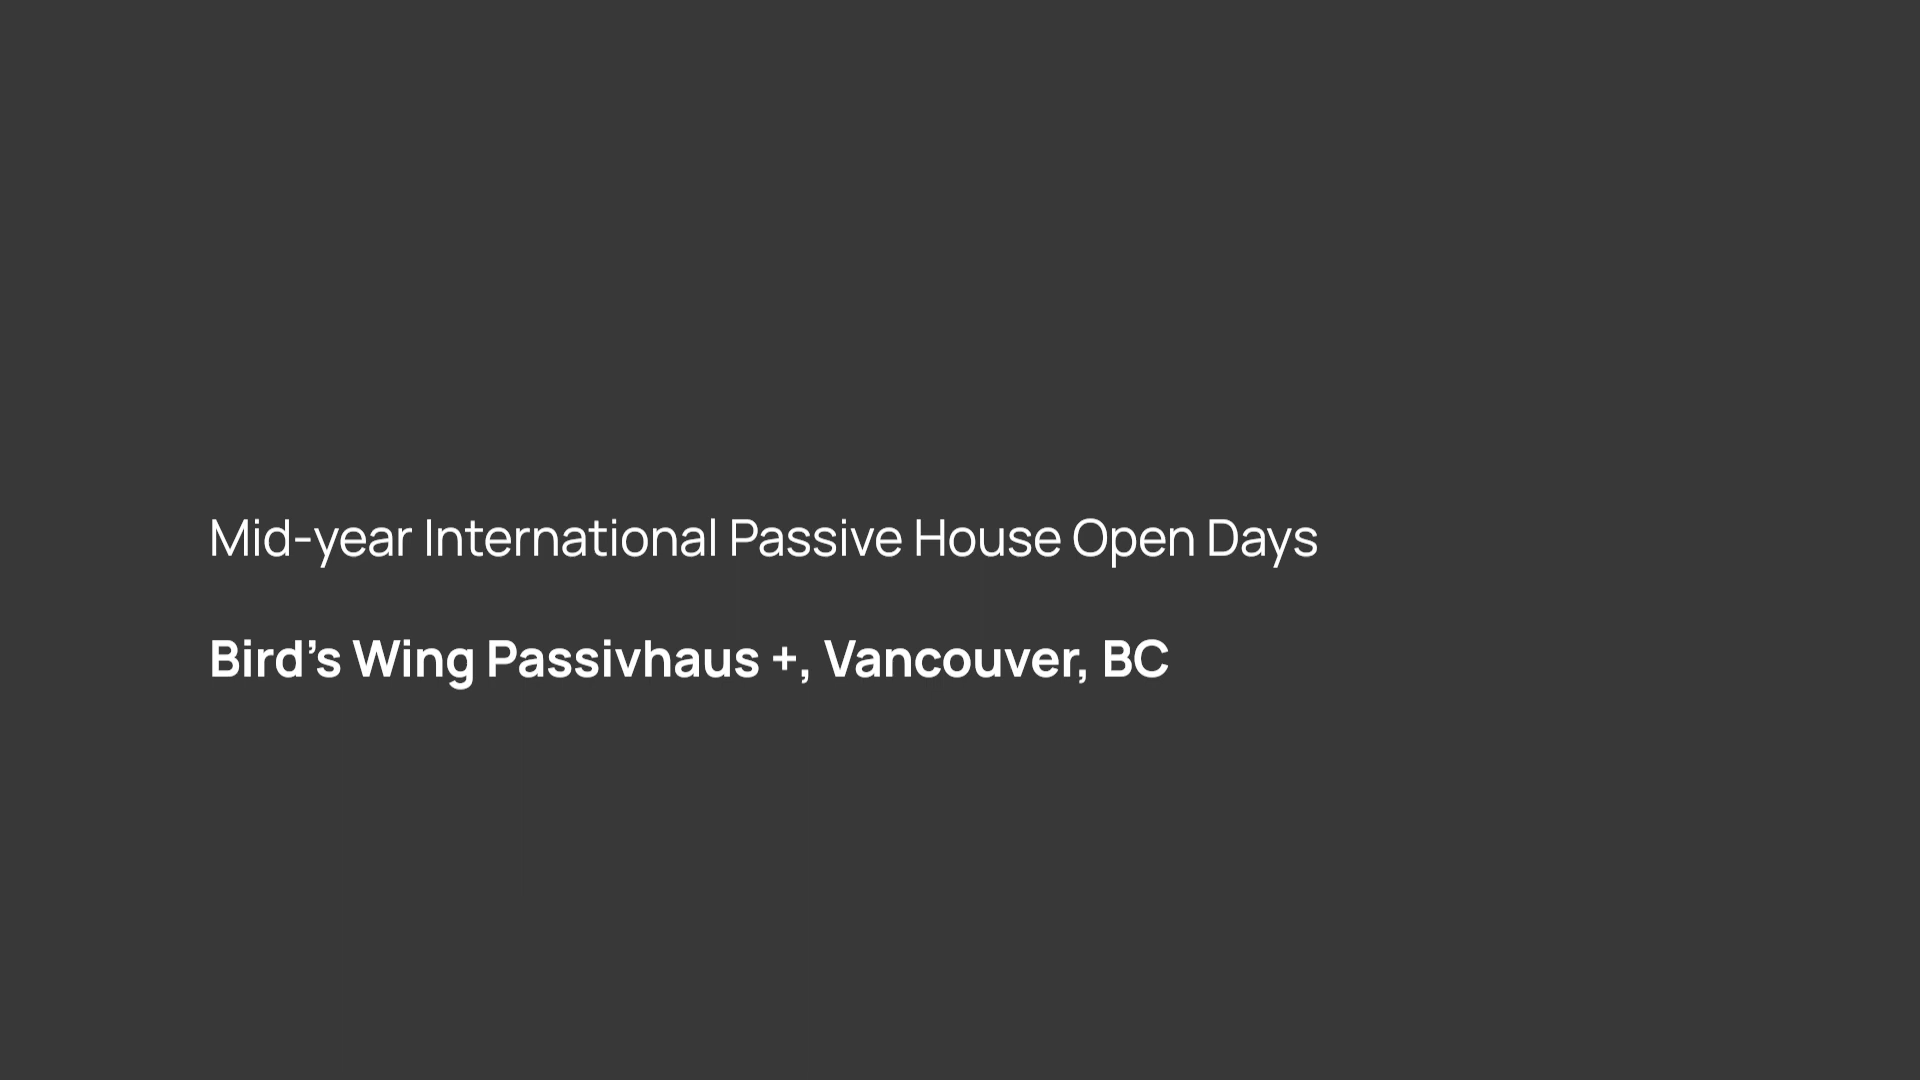 Mid-year International Passive House Open Days
Bird’s Wing Passivhaus +, Vancouver, BC